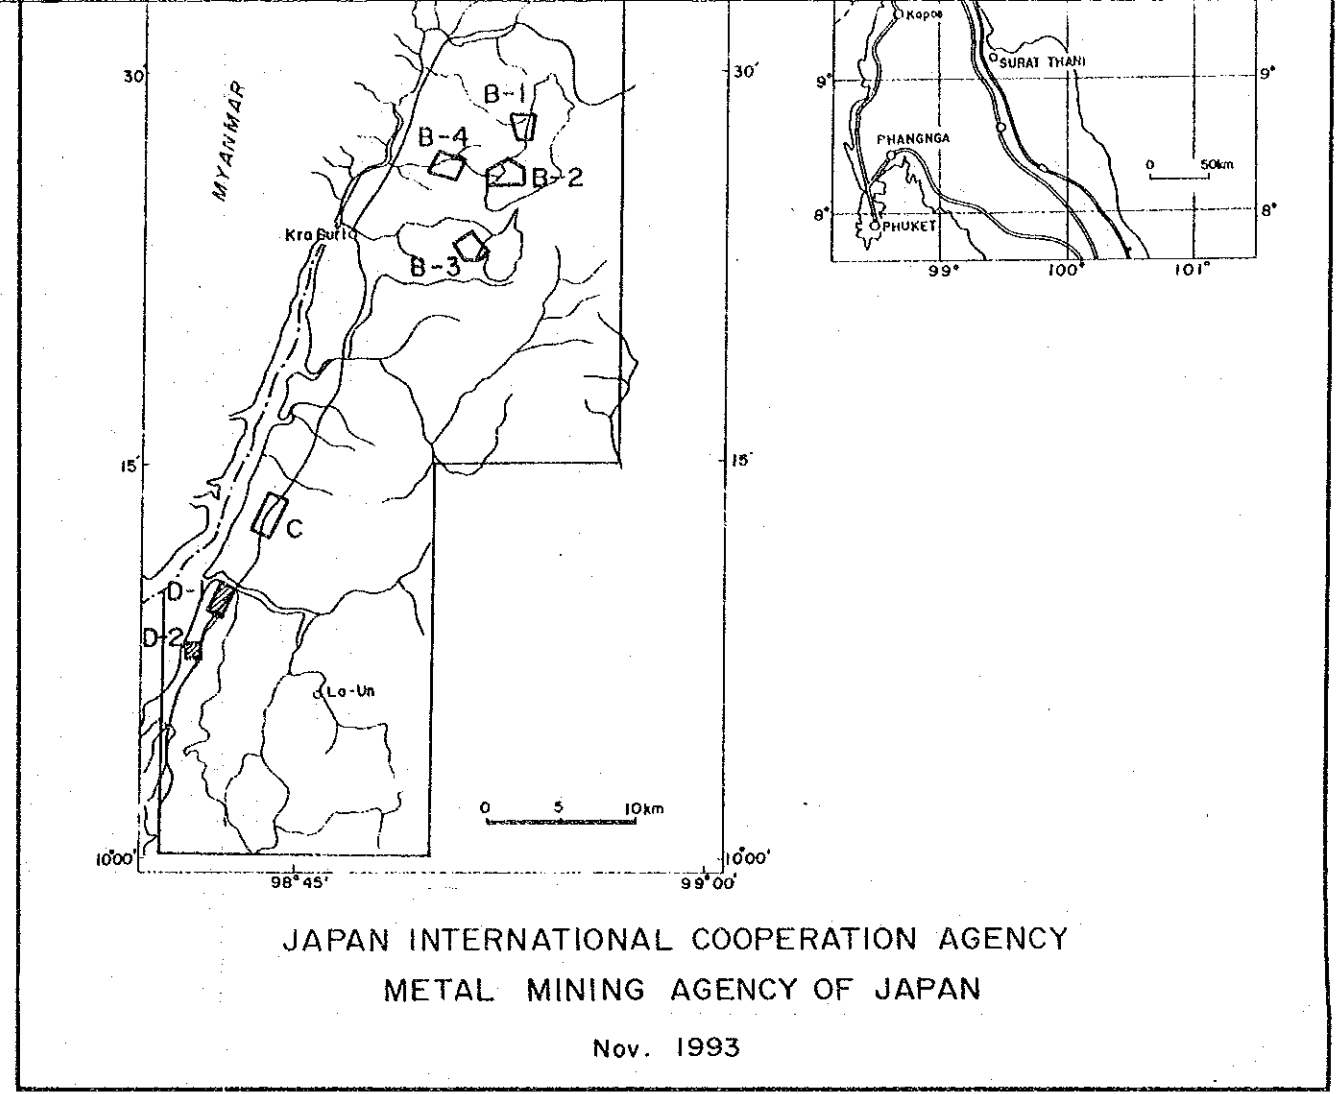 Kapoe
SURAT THANI
PHANGNGA
PHUKET
0 50km
9°
9°
8°
8°
99° 100° 101°
30'
30'
MYANMAR
B-1
B-4
B-2
Kra Buri
B-3
15'
15'
C
D-1
D-2
La-Un
0 5 10km
10°00'
10°00'
98°45'
99°00'
JAPAN INTERNATIONAL COOPERATION AGENCY
METAL MINING AGENCY OF JAPAN
Nov. 1993